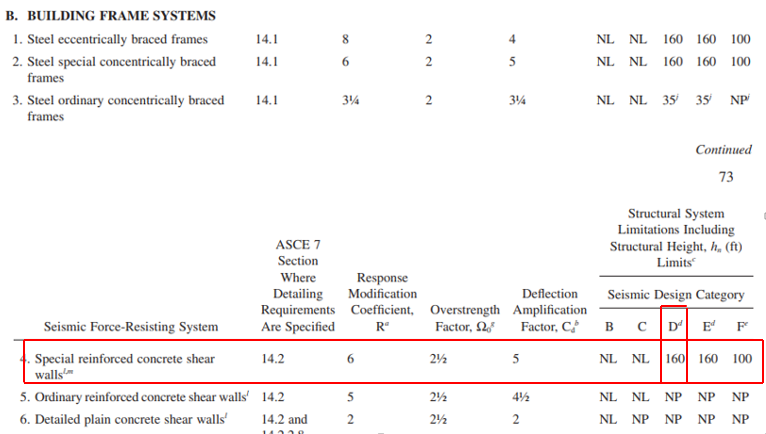 B. BUILDING FRAME SYSTEMS
1. Steel eccentrically braced frames 14.1 8 2 4 NL NL 160 160 100
2. Steel special concentrically braced 14.1 6 2 5 NL NL 160 160 100
frames
3. Steel ordinary concentrically braced 14.1 3¼ 2 3¼ NL NL 35j 35j NPj
frames
Continued
73
Structural System
Limitations Including
Structural Height, hn (ft)
Limitsc
ASCE 7
Section
Where
Detailing
Requirements
Are Specified
Response
Modification
Coefficient,
Ra
Overstrength
Factor, Ω0g
Deflection
Amplification
Factor, Cdb
Seismic Design Category
Seismic Force-Resisting System B C Dd Ed Fe
4. Special reinforced concrete shear 14.2 6 2½ 5 NL NL 160 160 100
wallsl,m
5. Ordinary reinforced concrete shear wallsl 14.2 5 2½ 4½ NL NL NP NP NP
6. Detailed plain concrete shear wallsl 14.2 and 2 2½ 2 NL NP NP NP NP